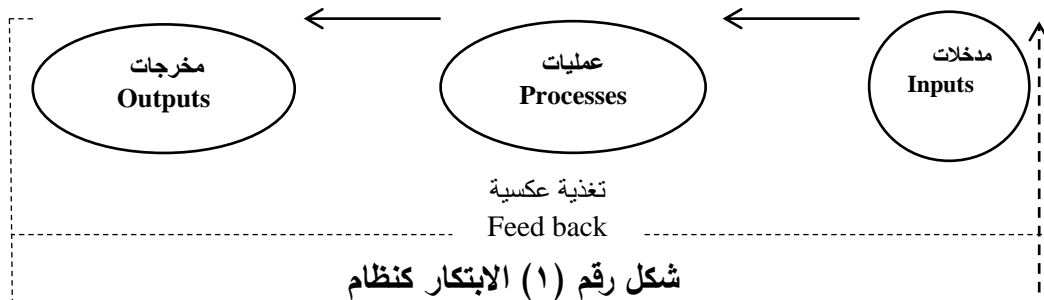 مدخلات
Inputs
عمليات
Processes
مخرجات
Outputs
تغذية عكسية
Feed back
شكل رقم (١) الابتكار كنظام